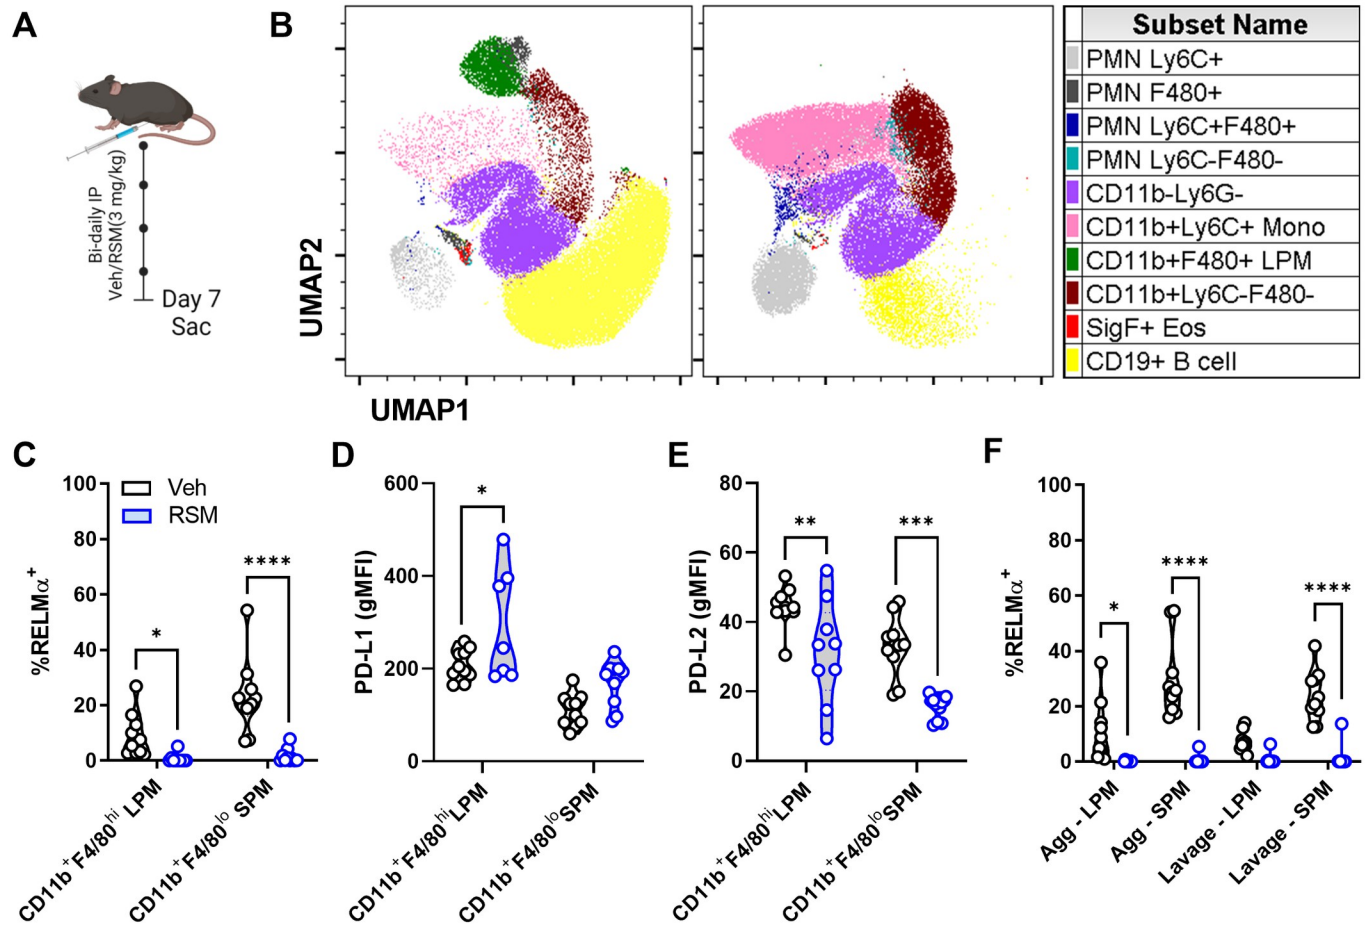 A
Bi-daily IP
Veh/RSM(3 mg/kg)
Day 7
Sac
B
UMAP2
UMAP1
Subset Name
PMN Ly6C+
PMN F480+
PMN Ly6C+F480+
PMN Ly6C-F480-
CD11b-Ly6G-
CD11b+Ly6C+ Mono
CD11b+F480+ LPM
CD11b+Ly6C-F480-
SigF+ Eos
CD19+ B cell
C
%RELMα+
100
80
60
40
20
0
Veh
RSM
*
****
CD11b+F4/80hi LPM
CD11b+F4/80lo SPM
D
PD-L1 (gMFI)
600
400
200
0
*
CD11b+F4/80hi LPM
CD11b+F4/80lo SPM
E
PD-L2 (gMFI)
80
60
40
20
0
**
***
CD11b+F4/80hi LPM
CD11b+F4/80lo SPM
F
%RELMα+
100
80
60
40
20
0
*
****
****
Agg - LPM
Agg - SPM
Lavage - LPM
Lavage - SPM